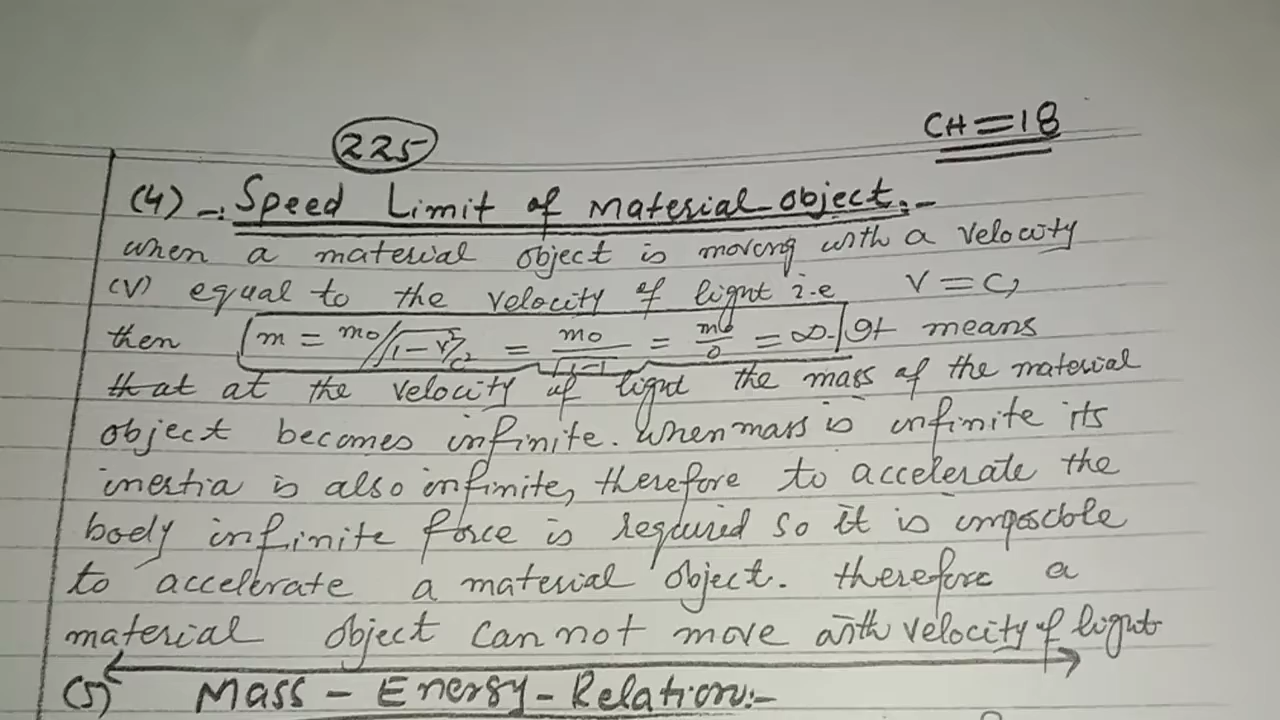 225
CH=18
(4) -: Speed Limit of material object:-
when a material object is moving with a velocity
(V) equal to the velocity of light i.e V = C,
then m = mo/√1-v²/c² = mo/√1-1 = mo/0 = ∞. It means
that at the velocity of light the mass of the material
object becomes infinite. when mass is infinite its
inertia is also infinite, therefore to accelerate the
body infinite force is required so it is impossible
to accelerate a material object. therefore a
material object can not move with velocity of light
(5) Mass - Energy - Relation:-